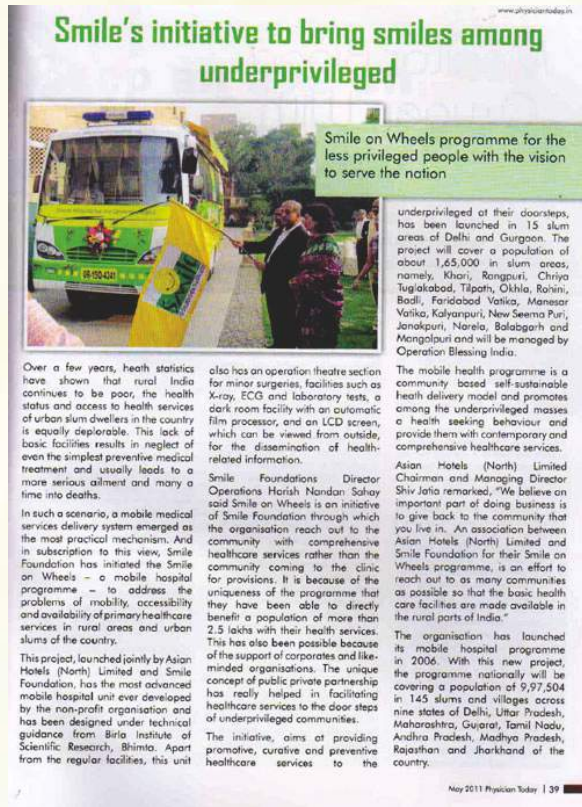 www.physiciantoday.in
Smile's initiative to bring smiles among
underprivileged
Smile on Wheels programme for the
less privileged people with the vision
to serve the nation
SMILE
Over a few years, heath statistics
have shown that rural India
continues to be poor, the health
status and access to health services
of urban slum dwellers in the country
is equally deplorable. This lack of
basic facilities results in neglect of
even the simplest preventive medical
treatment and usually leads to a
more serious ailment and many a
time into deaths.
In such a scenario, a mobile medical
services delivery system emerged as
the most practical mechanism. And
in subscription to this view, Smile
Foundation has initiated the Smile
on Wheels – a mobile hospital
programme – to address the
problems of mobility, accessibility
and availability of primary healthcare
services in rural areas and urban
slums of the country.
This project, launched jointly by Asian
Hotels (North) Limited and Smile
Foundation, has the most advanced
mobile hospital unit ever developed
by the non-profit organisation and
has been designed under technical
guidance from Birla Institute of
Scientific Research, Bhimta. Apart
from the regular facilities, this unit
also has an operation theatre section
for minor surgeries, facilities such as
X-ray, ECG and laboratory tests, a
dark room facility with an automatic
film processor, and an LCD screen,
which can be viewed from outside,
for the dissemination of health-
related information.
Smile Foundations Director
Operations Harish Nandan Sahay
said Smile on Wheels is an initiative
of Smile Foundation through which
the organisation reach out to the
community with comprehensive
healthcare services rather than the
community coming to the clinic
for provisions. It is because of the
uniqueness of the programme that
they have been able to directly
benefit a population of more than
2.5 lakhs with their health services.
This has also been possible because
of the support of corporates and like-
minded organisations. The unique
concept of public private partnership
has really helped in facilitating
healthcare services to the door steps
of underprivileged communities.
The initiative, aims at providing
promotive, curative and preventive
healthcare services to the
underprivileged at their doorsteps,
has been launched in 15 slum
areas of Delhi and Gurgaon. The
project will cover a population of
about 1,65,000 in slum areas,
namely, Khori, Rangpuri, Chriya
Tuglakabad, Tilpath, Okhla, Rohini,
Badli, Faridabad Vatika, Manesar
Vatika, Kalyanpuri, New Seema Puri,
Janakpuri, Narela, Balabgarh and
Mangolpuri and will be managed by
Operation Blessing India.
The mobile health programme is a
community based self-sustainable
heath delivery model and promotes
among the underprivileged masses
a health seeking behaviour and
provide them with contemporary and
comprehensive healthcare services.
Asian Hotels (North) Limited
Chairman and Managing Director
Shiv Jatia remarked, "We believe an
important part of doing business is
to give back to the community that
you live in. An association between
Asian Hotels (North) Limited and
Smile Foundation for their Smile on
Wheels programme, is an effort to
reach out to as many communities
as possible so that the basic health
care facilities are made available in
the rural parts of India."
The organisation has launched
its mobile hospital programme
in 2006. With this new project,
the programme nationally will be
covering a population of 9,97,504
in 145 slums and villages across
nine states of Delhi, Uttar Pradesh,
Maharashtra, Gujarat, Tamil Nadu,
Andhra Pradesh, Madhya Pradesh,
Rajasthan and Jharkhand of the
country.
May 2011 Physician Today | 39